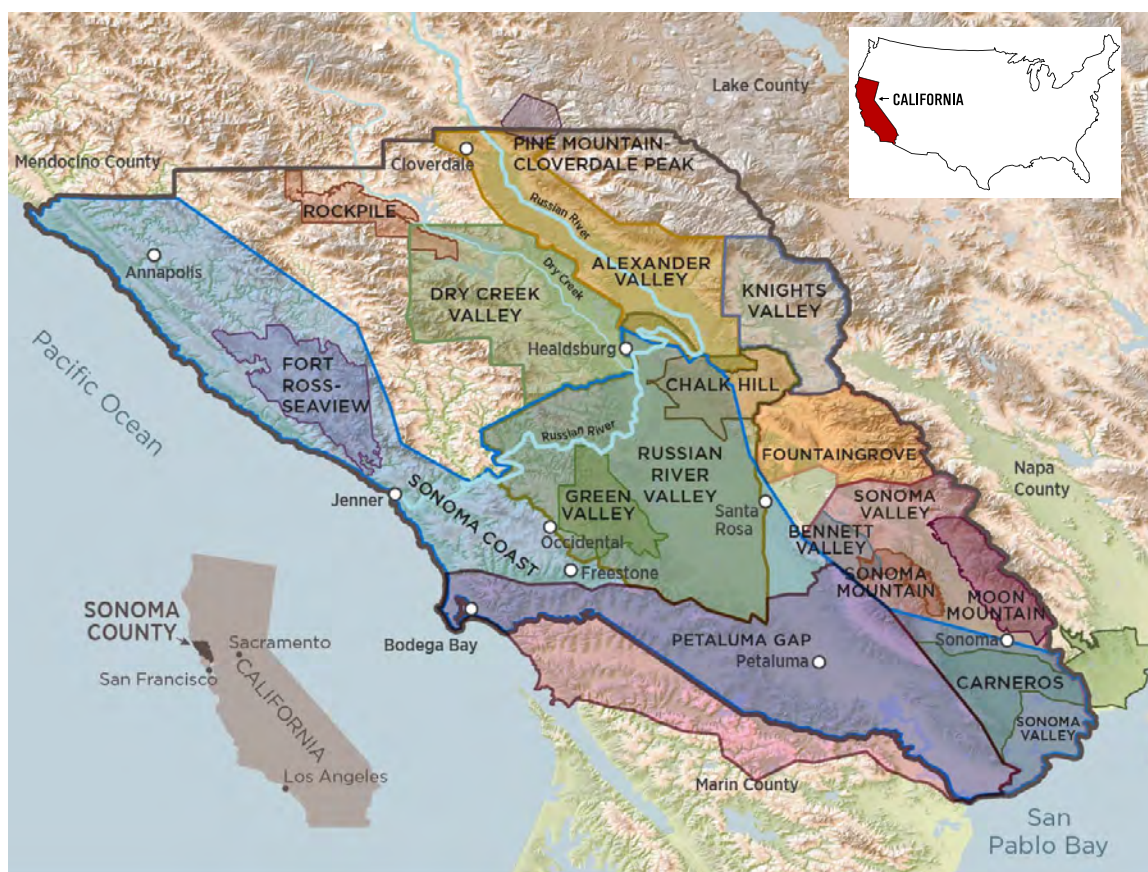 Lake County
CALIFORNIA
Mendocino County
Cloverdale
PINE MOUNTAIN-
CLOVERDALE PEAK
ROCKPILE
Russian River
Annapolis
Dry Creek
ALEXANDER
VALLEY
DRY CREEK
VALLEY
KNIGHTS
VALLEY
Pacific Ocean
Healdsburg
FORT
ROSS-
SEAVIEW
CHALK HILL
Russian River
RUSSIAN
RIVER
VALLEY
FOUNTAINGROVE
Napa
County
Jenner
SONOMA COAST
GREEN
VALLEY
Santa
Rosa
SONOMA
VALLEY
BENNETT
VALLEY
Occidental
Freestone
SONOMA
MOUNTAIN
MOON
MOUNTAIN
SONOMA
COUNTY
Sacramento
San Francisco
CALIFORNIA
Los Angeles
Bodega Bay
PETALUMA GAP
Petaluma
Sonoma
CARNEROS
SONOMA
VALLEY
Marin County
San
Pablo Bay